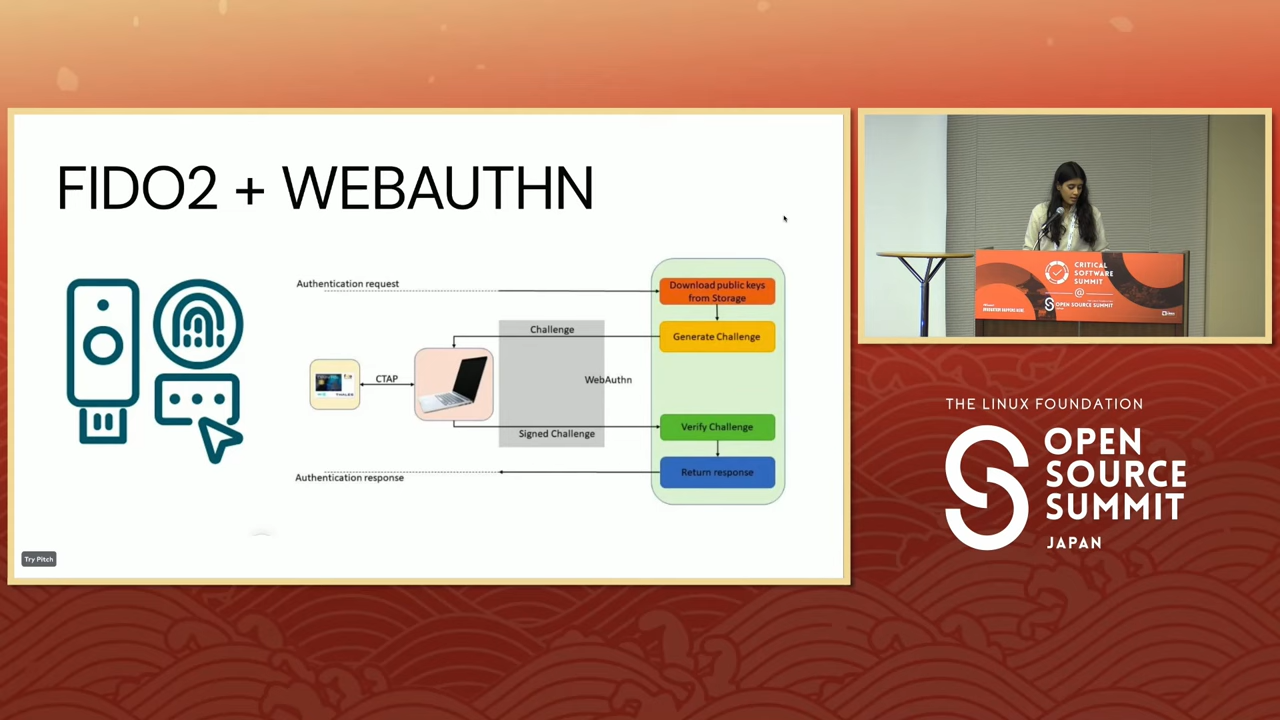 FIDO2 + WEBAUTHN
Authentication request
Download public keys
from Storage
Challenge
Generate Challenge
CTAP
WebAuthn
Verify Challenge
Signed Challenge
Return response
Authentication response
Try Pitch
CRITICAL
SOFTWARE
SUMMIT
@
OPEN SOURCE SUMMIT
THE LINUX FOUNDATION
OPEN
SOURCE
SUMMIT
JAPAN